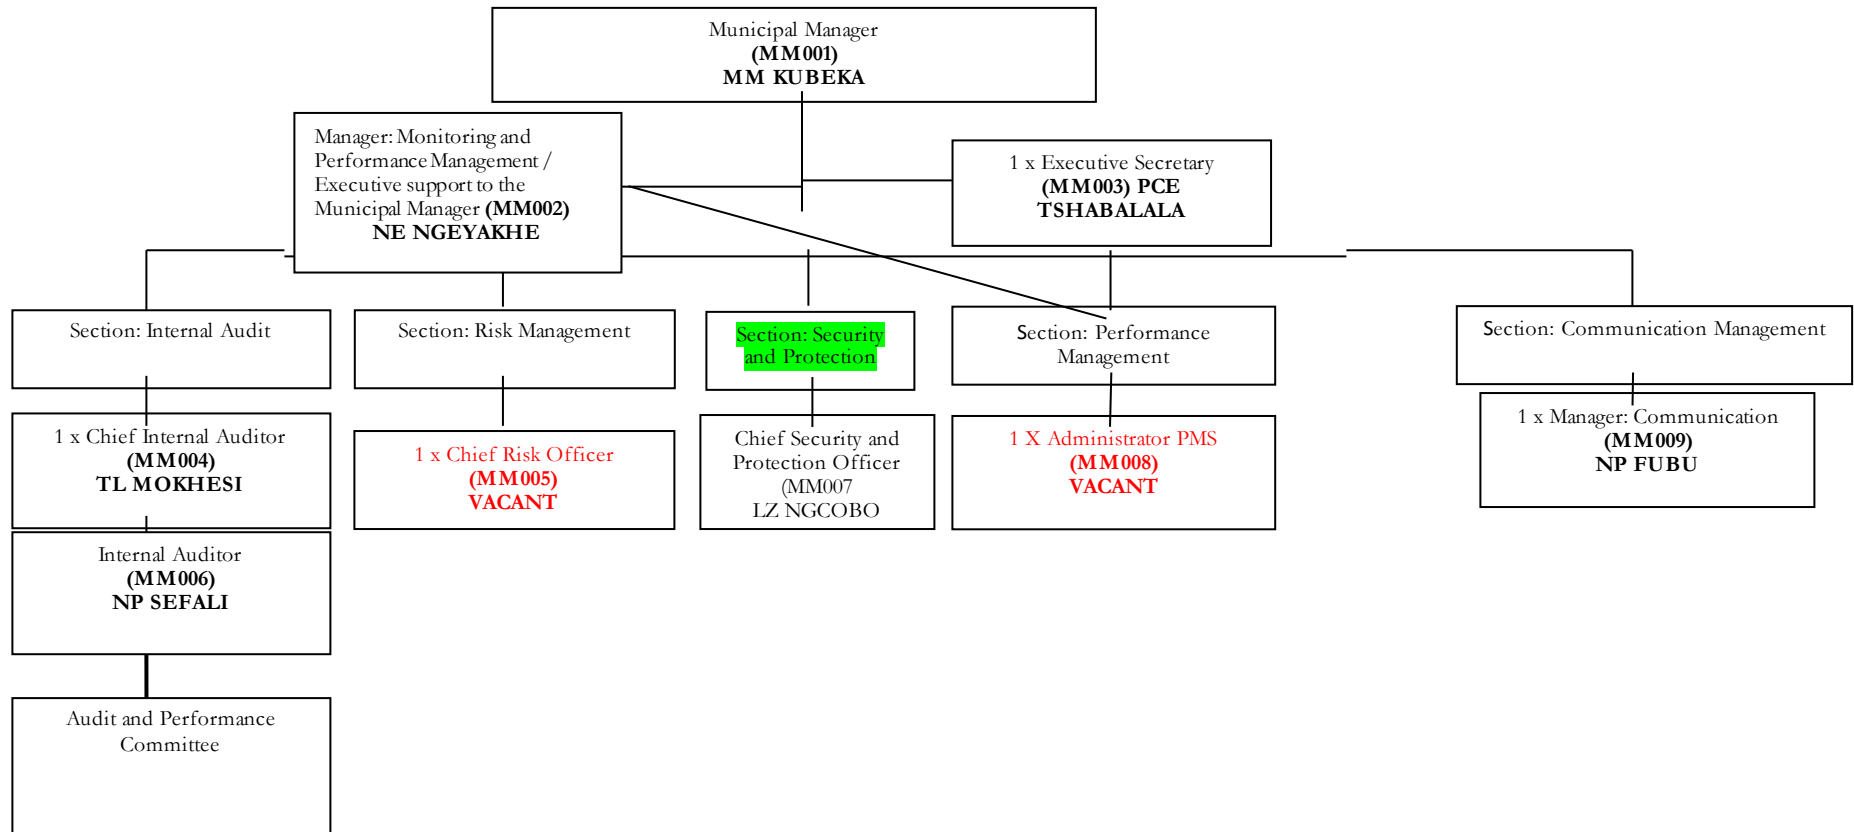 Municipal Manager
(MM001)
MM KUBEKA
Manager: Monitoring and
Performance Management /
Executive support to the
Municipal Manager (MM002)
NE NGEYAKHE
1 x Executive Secretary
(MM003) PCE
TSHABALALA
Section: Internal Audit
Section: Risk Management
Section: Security
and Protection
Section: Performance
Management
Section: Communication Management
1 x Chief Internal Auditor
(MM004)
TL MOKHESI
1 x Chief Risk Officer
(MM005)
VACANT
Chief Security and
Protection Officer
(MM007
LZ NGCOBO
1 X Administrator PMS
(MM008)
VACANT
1 x Manager: Communication
(MM009)
NP FUBU
Internal Auditor
(MM006)
NP SEFALI
Audit and Performance
Committee